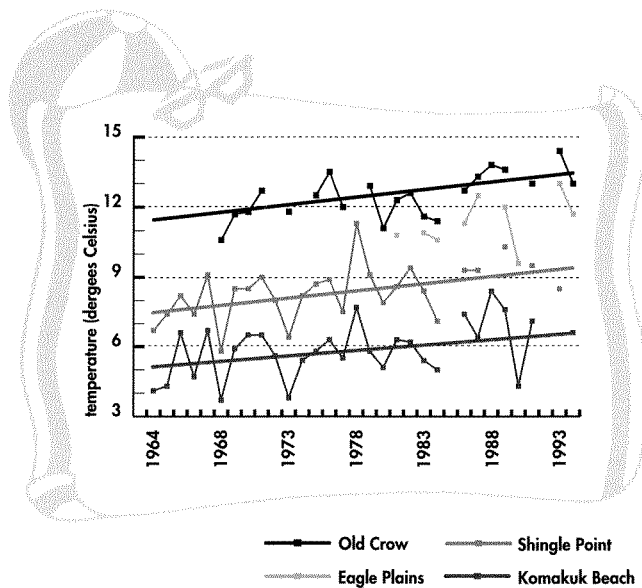 15
12
9
6
3
temperature (dergees Celsius)
1964
1968
1973
1978
1983
1988
1993
Old Crow
Shingle Point
Eagle Plains
Komakuk Beach